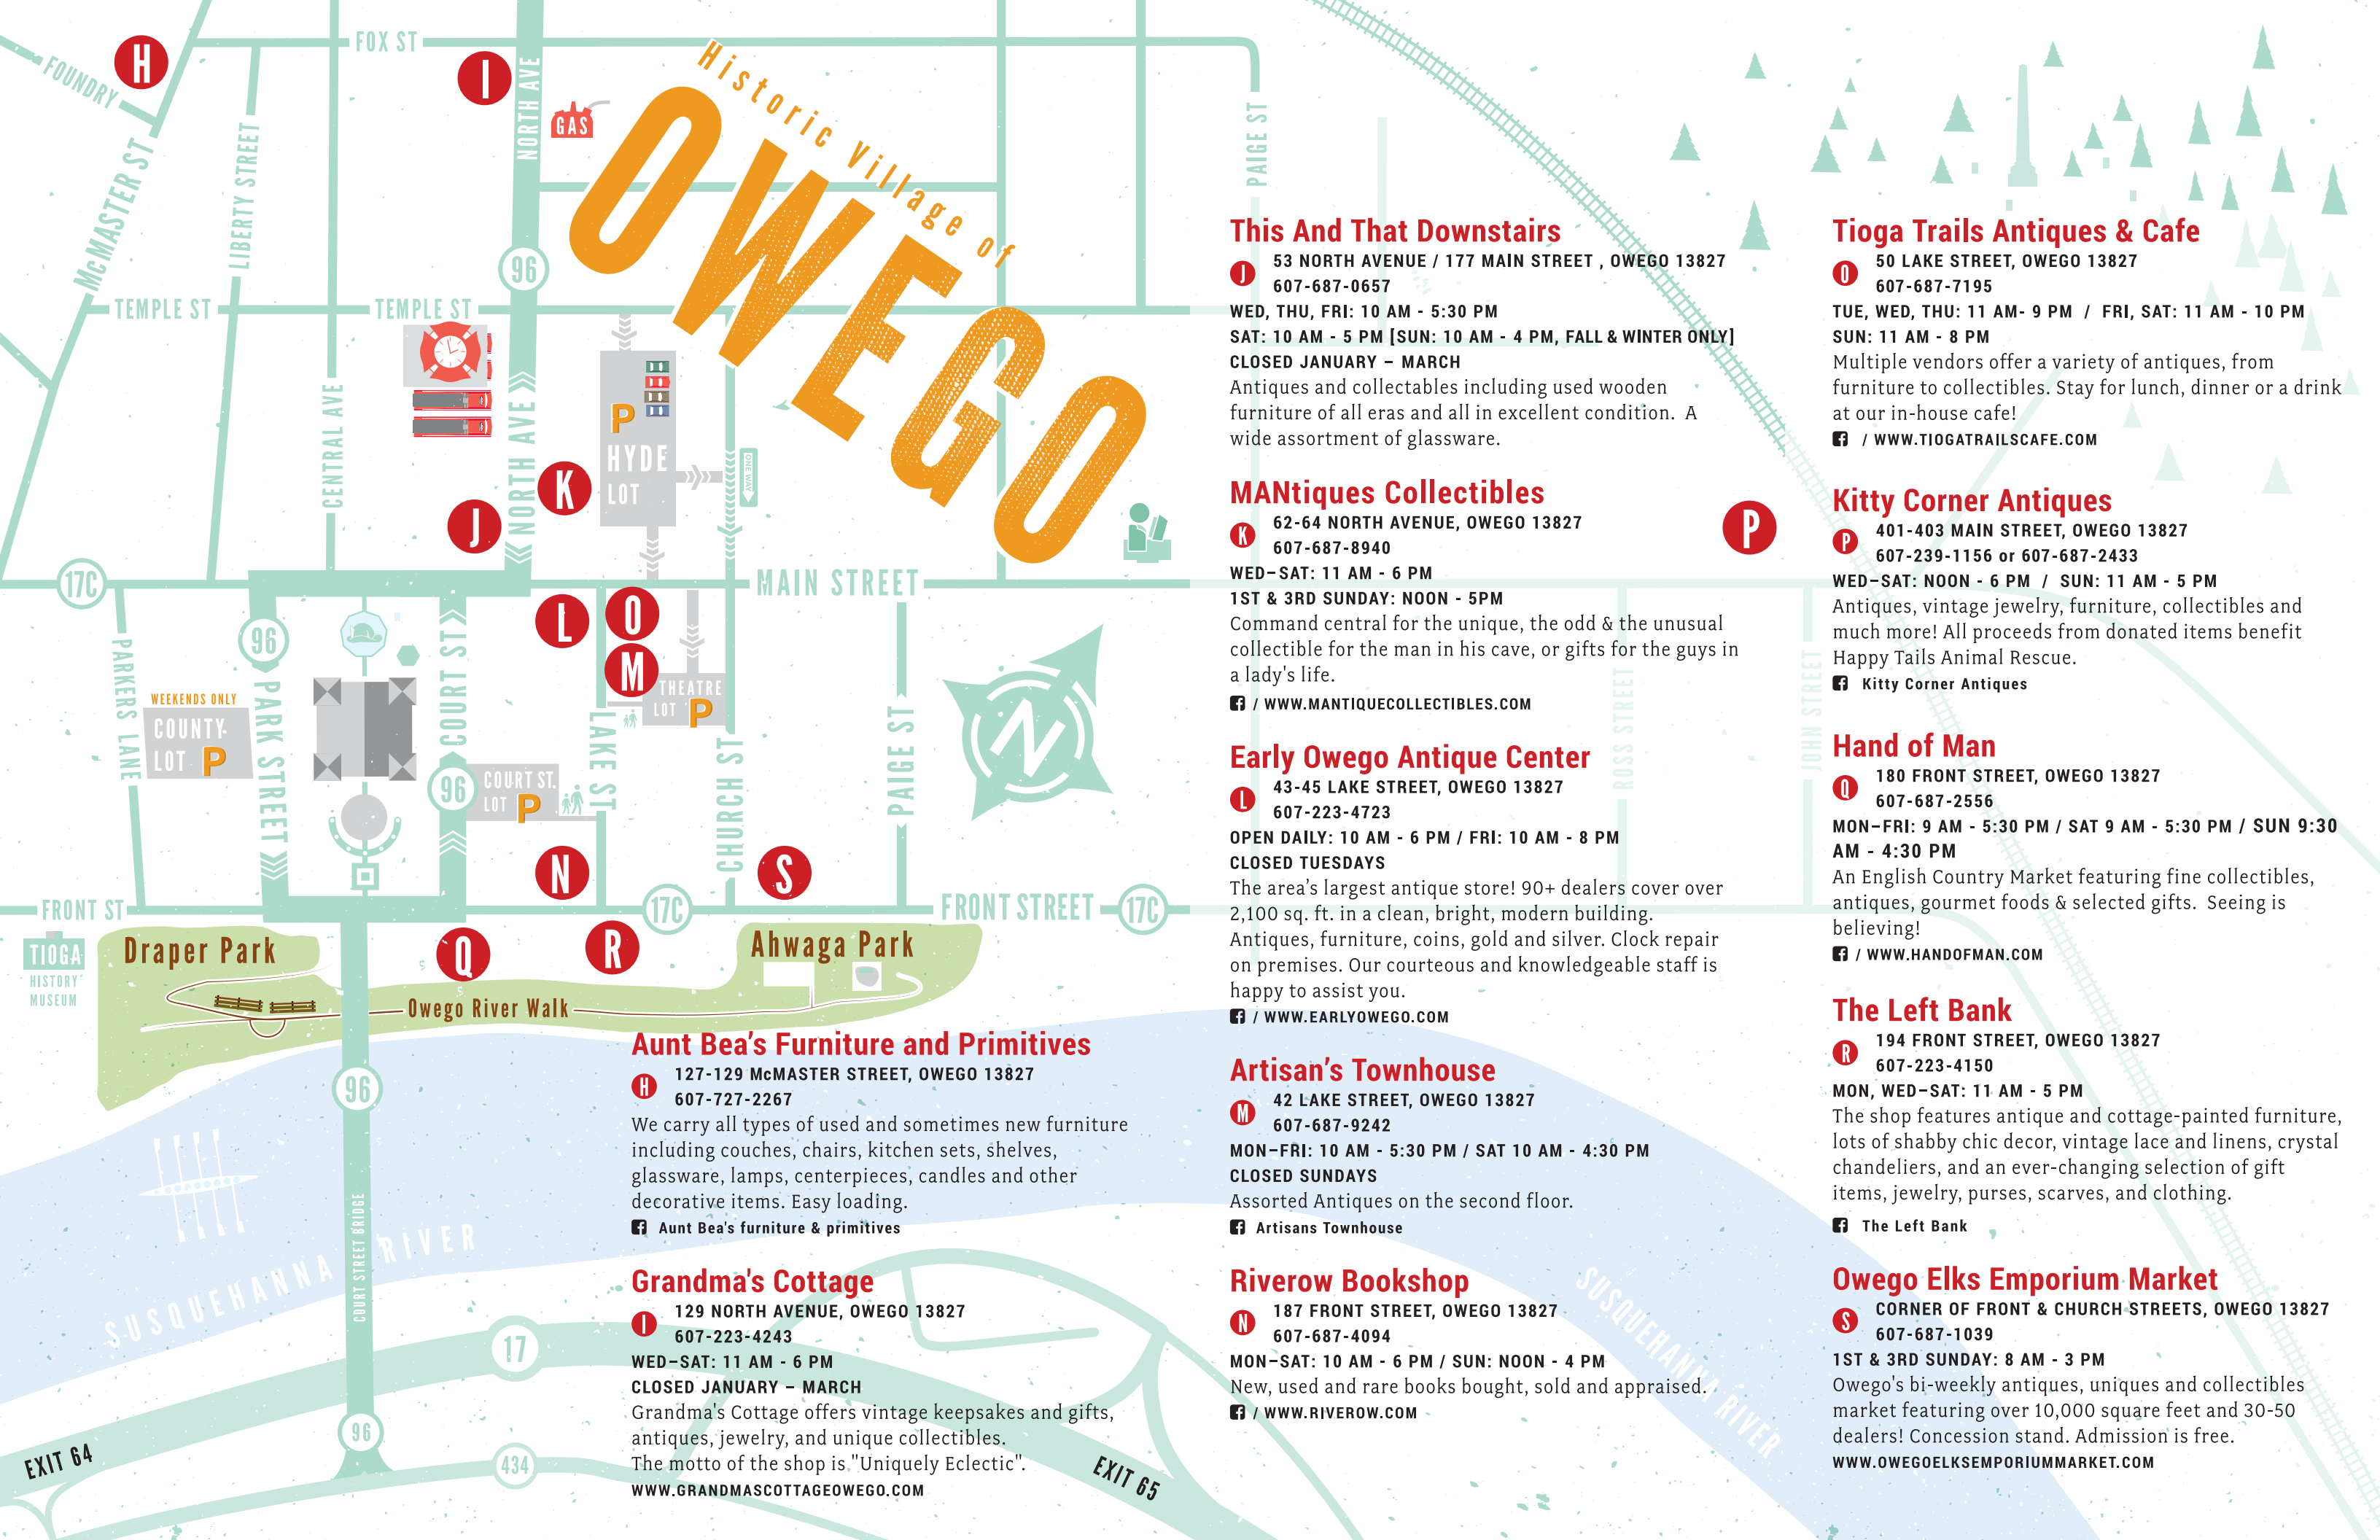 H
FOX ST
I
FOUNDRY
NORTH AVE
GAS
Historic Village of
OWEGO
PAIGE ST
McMASTER ST
LIBERTY STREET
96
TEMPLE ST
TEMPLE ST
CENTRAL AVE
NORTH AVE
P
HYDE
LOT
ONE WAY
K
J
17C
MAIN STREET
L
O
M
96
PARKERS LANE
PARK STREET
COURT ST
WEEKENDS ONLY
COUNTY
LOT P
THEATRE
LOT P
LAKE ST
CHURCH ST
PAIGE ST
N
96
COURT ST.
LOT P
N
S
FRONT ST
17C
FRONT STREET
17C
TIOGA
HISTORY
MUSEUM
Draper Park
Q
R
Ahwaga Park
Owego River Walk
96
COURT STREET BRIDGE
SUSQUEHANNA RIVER
17
96
434
EXIT 64
EXIT 65
P
ROSS STREET
JOHN STREET
SUSQUEHANNA RIVER
Aunt Bea's Furniture and Primitives
H
127-129 McMASTER STREET, OWEGO 13827
607-727-2267
We carry all types of used and sometimes new furniture
including couches, chairs, kitchen sets, shelves,
glassware, lamps, centerpieces, candles and other
decorative items. Easy loading.
Aunt Bea's furniture & primitives
Grandma's Cottage
I
129 NORTH AVENUE, OWEGO 13827
607-223-4243
WED–SAT: 11 AM - 6 PM
CLOSED JANUARY – MARCH
Grandma's Cottage offers vintage keepsakes and gifts,
antiques, jewelry, and unique collectibles.
The motto of the shop is "Uniquely Eclectic".
WWW.GRANDMASCOTTAGEOWEGO.COM
This And That Downstairs
J
53 NORTH AVENUE / 177 MAIN STREET , OWEGO 13827
607-687-0657
WED, THU, FRI: 10 AM - 5:30 PM
SAT: 10 AM - 5 PM [SUN: 10 AM - 4 PM, FALL & WINTER ONLY]
CLOSED JANUARY – MARCH
Antiques and collectables including used wooden
furniture of all eras and all in excellent condition. A
wide assortment of glassware.
MANtiques Collectibles
K
62-64 NORTH AVENUE, OWEGO 13827
607-687-8940
WED–SAT: 11 AM - 6 PM
1ST & 3RD SUNDAY: NOON - 5PM
Command central for the unique, the odd & the unusual
collectible for the man in his cave, or gifts for the guys in
a lady's life.
/ WWW.MANTIQUECOLLECTIBLES.COM
Early Owego Antique Center
L
43-45 LAKE STREET, OWEGO 13827
607-223-4723
OPEN DAILY: 10 AM - 6 PM / FRI: 10 AM - 8 PM
CLOSED TUESDAYS
The area's largest antique store! 90+ dealers cover over
2,100 sq. ft. in a clean, bright, modern building.
Antiques, furniture, coins, gold and silver. Clock repair
on premises. Our courteous and knowledgeable staff is
happy to assist you.
/ WWW.EARLYOWEGO.COM
Artisan's Townhouse
M
42 LAKE STREET, OWEGO 13827
607-687-9242
MON–FRI: 10 AM - 5:30 PM / SAT 10 AM - 4:30 PM
CLOSED SUNDAYS
Assorted Antiques on the second floor.
Artisans Townhouse
Riverow Bookshop
N
187 FRONT STREET, OWEGO 13827
607-687-4094
MON–SAT: 10 AM - 6 PM / SUN: NOON - 4 PM
New, used and rare books bought, sold and appraised.
/ WWW.RIVEROW.COM
Tioga Trails Antiques & Cafe
O
50 LAKE STREET, OWEGO 13827
607-687-7195
TUE, WED, THU: 11 AM- 9 PM / FRI, SAT: 11 AM - 10 PM
SUN: 11 AM - 8 PM
Multiple vendors offer a variety of antiques, from
furniture to collectibles. Stay for lunch, dinner or a drink
at our in-house cafe!
/ WWW.TIOGATRAILSCAFE.COM
Kitty Corner Antiques
P
401-403 MAIN STREET, OWEGO 13827
607-239-1156 or 607-687-2433
WED–SAT: NOON - 6 PM / SUN: 11 AM - 5 PM
Antiques, vintage jewelry, furniture, collectibles and
much more! All proceeds from donated items benefit
Happy Tails Animal Rescue.
Kitty Corner Antiques
Hand of Man
Q
180 FRONT STREET, OWEGO 13827
607-687-2556
MON–FRI: 9 AM - 5:30 PM / SAT 9 AM - 5:30 PM / SUN 9:30
AM - 4:30 PM
An English Country Market featuring fine collectibles,
antiques, gourmet foods & selected gifts. Seeing is
believing!
/ WWW.HANDOFMAN.COM
The Left Bank
R
194 FRONT STREET, OWEGO 13827
607-223-4150
MON, WED–SAT: 11 AM - 5 PM
The shop features antique and cottage-painted furniture,
lots of shabby chic decor, vintage lace and linens, crystal
chandeliers, and an ever-changing selection of gift
items, jewelry, purses, scarves, and clothing.
The Left Bank
Owego Elks Emporium Market
S
CORNER OF FRONT & CHURCH STREETS, OWEGO 13827
607-687-1039
1ST & 3RD SUNDAY: 8 AM - 3 PM
Owego's bi-weekly antiques, uniques and collectibles
market featuring over 10,000 square feet and 30-50
dealers! Concession stand. Admission is free.
WWW.OWEGOELKSEMPORIUMMARKET.COM